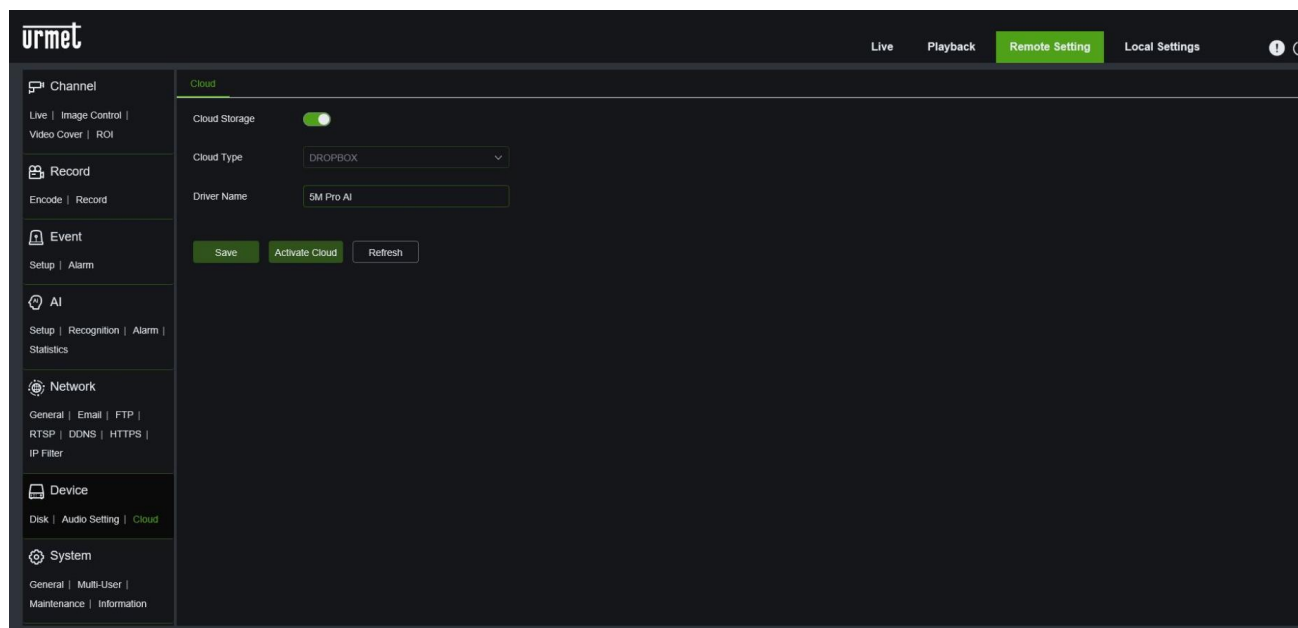 urmet
Live Playback Remote Setting Local Settings
Channel
Live | Image Control |
Video Cover | ROI
Record
Encode | Record
Event
Setup | Alarm
AI
Setup | Recognition | Alarm |
Statistics
Network
General | Email | FTP |
RTSP | DDNS | HTTPS |
IP Filter
Device
Disk | Audio Setting | Cloud
System
General | Multi-User |
Maintenance | Information
Cloud
Cloud Storage
Cloud Type DROPBOX
Driver Name 5M Pro AI
Save Activate Cloud Refresh